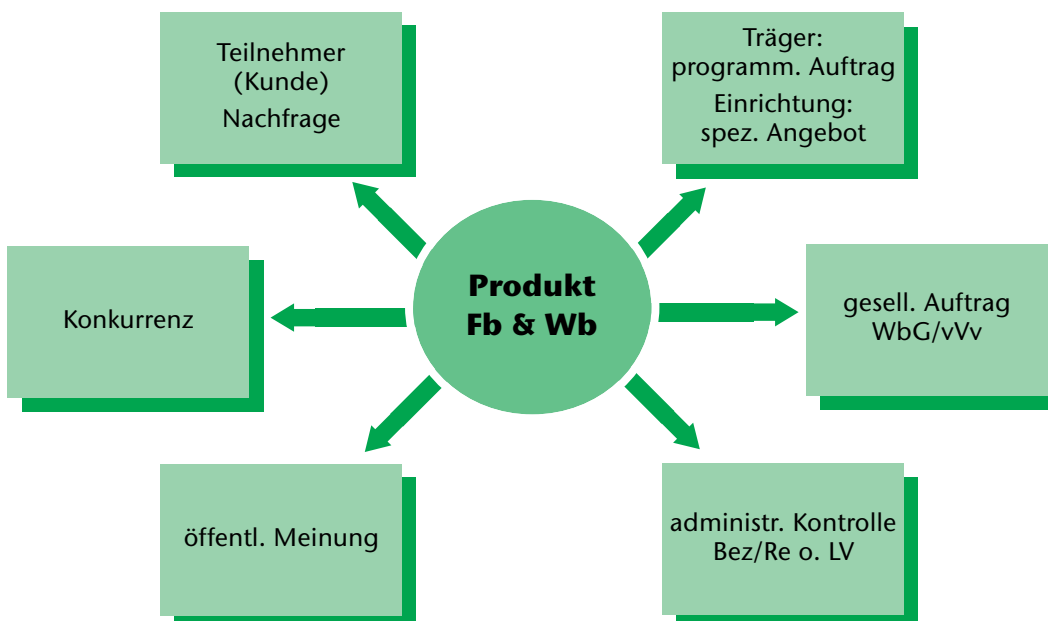 Teilnehmer
(Kunde)
Nachfrage
Träger:
programm. Auftrag
Einrichtung:
spez. Angebot
Konkurrenz
Produkt
Fb & Wb
gesell. Auftrag
WbG/vVv
öffentl. Meinung
administr. Kontrolle
Bez/Re o. LV